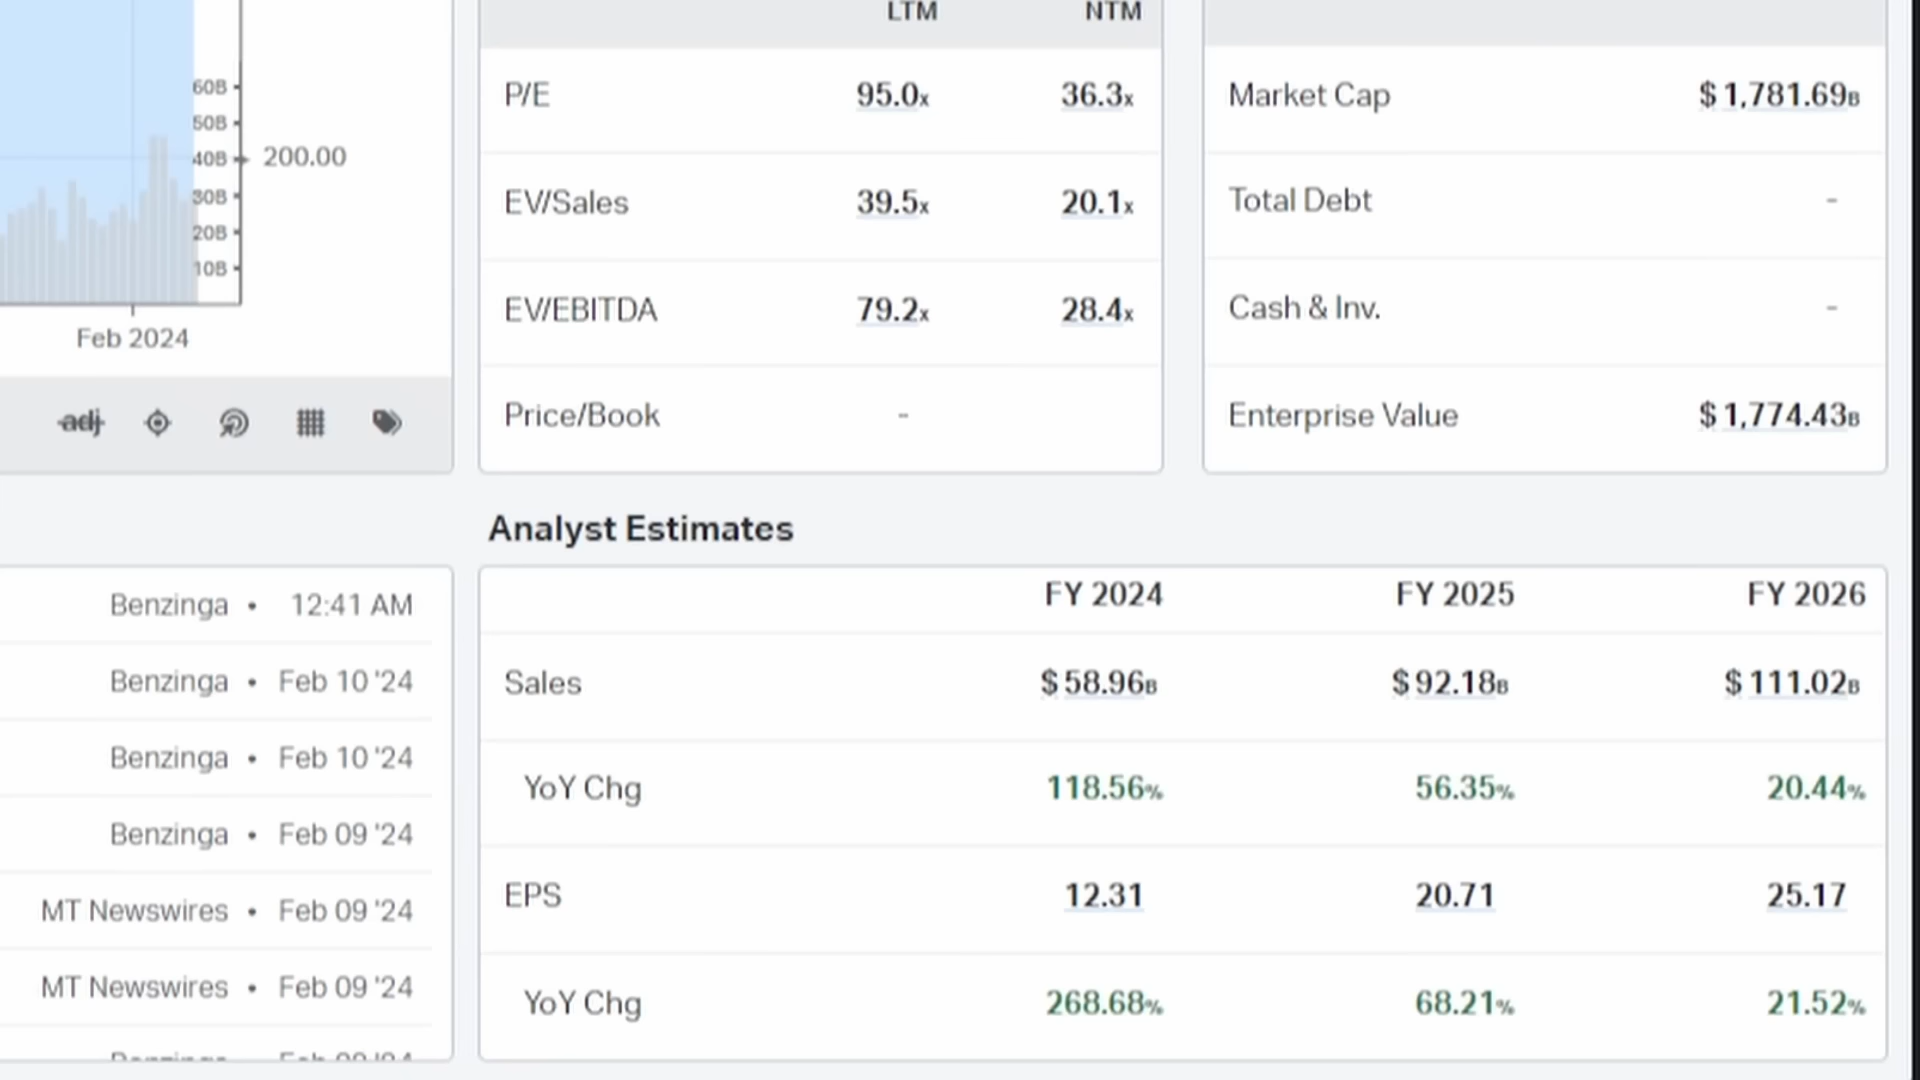 LTM NTM
P/E 95.0x 36.3x
EV/Sales 39.5x 20.1x
EV/EBITDA 79.2x 28.4x
Price/Book -
Market Cap $1,781.69B
Total Debt -
Cash & Inv. -
Enterprise Value $1,774.43B
60B
50B
40B 200.00
30B
20B
10B
Feb 2024
adj
Analyst Estimates
FY 2024 FY 2025 FY 2026
Sales $58.96B $92.18B $111.02B
YoY Chg 118.56% 56.35% 20.44%
EPS 12.31 20.71 25.17
YoY Chg 268.68% 68.21% 21.52%
Benzinga • 12:41 AM
Benzinga • Feb 10 '24
Benzinga • Feb 10 '24
Benzinga • Feb 09 '24
MT Newswires • Feb 09 '24
MT Newswires • Feb 09 '24